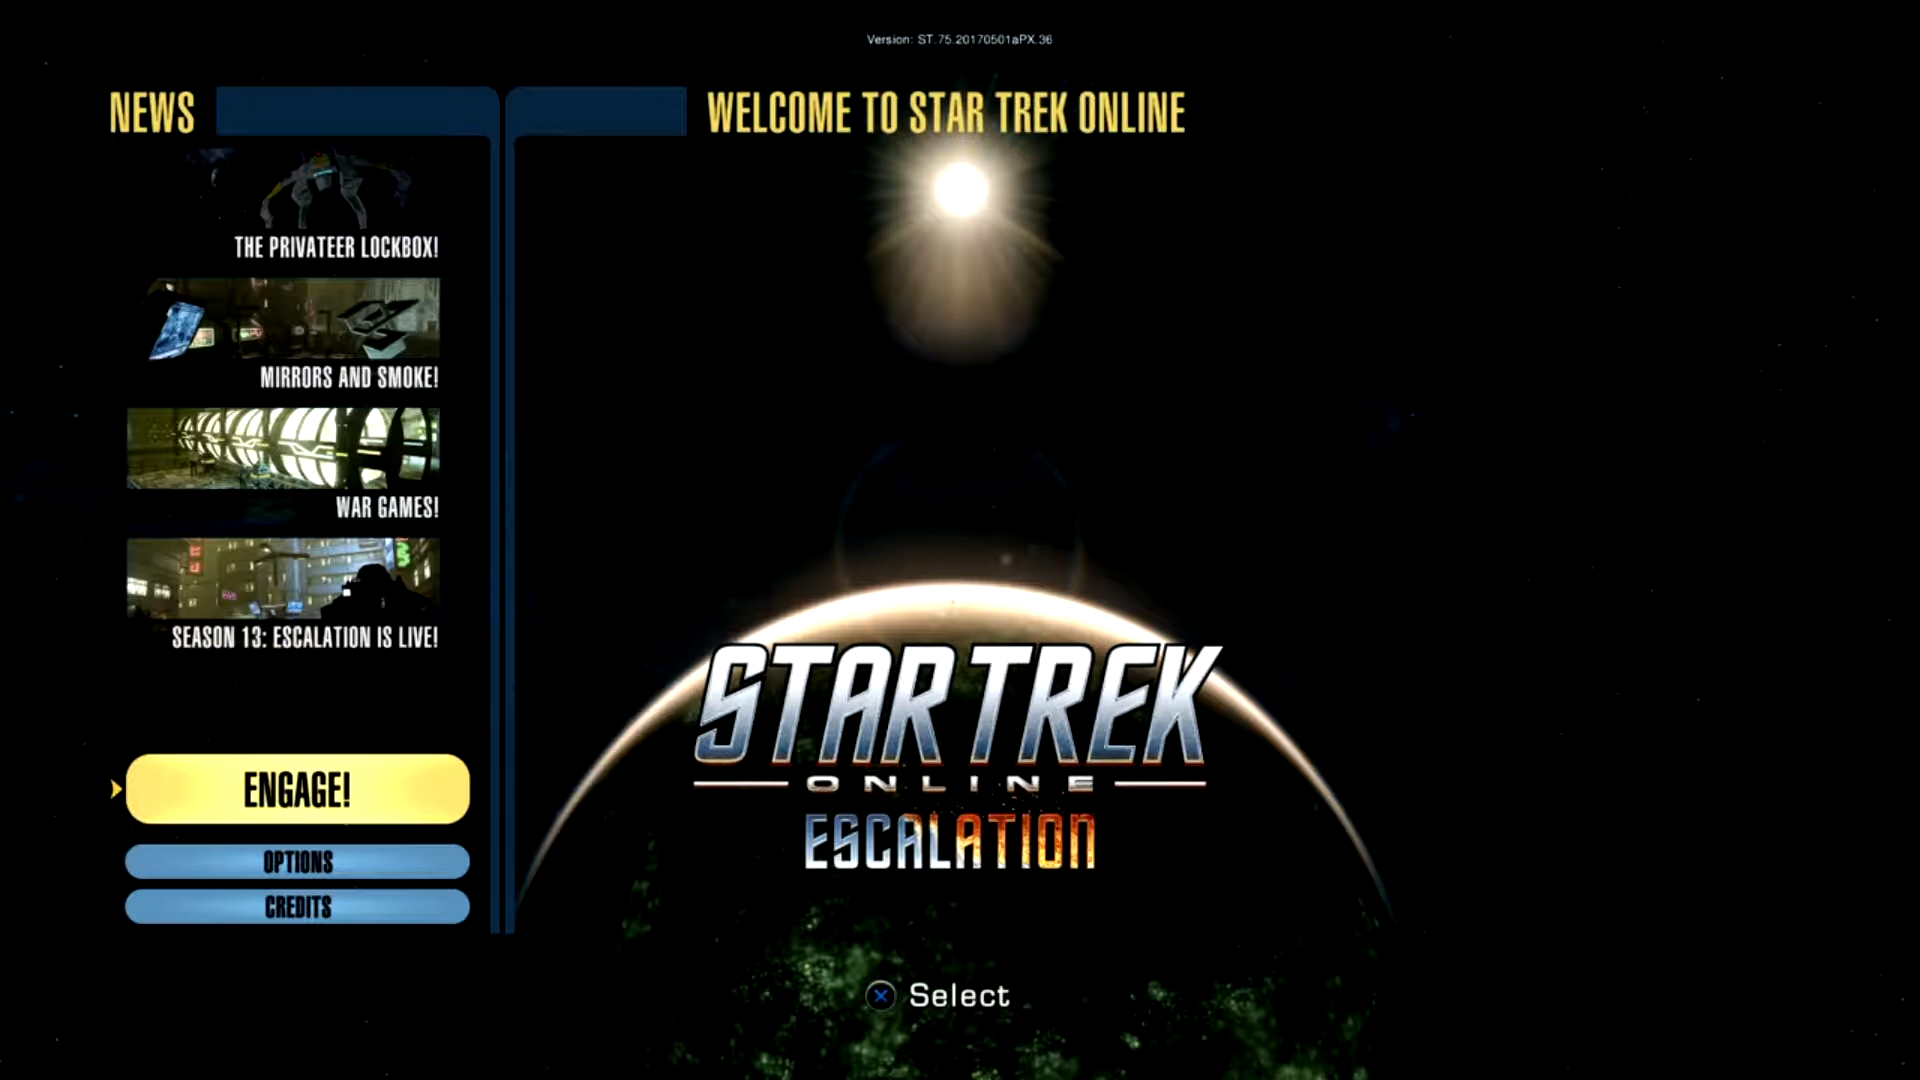 Version: ST.75.20170501aPX.36
NEWS
WELCOME TO STAR TREK ONLINE
THE PRIVATEER LOCKBOX!
MIRRORS AND SMOKE!
WAR GAMES!
SEASON 13: ESCALATION IS LIVE!
ENGAGE!
OPTIONS
CREDITS
STAR TREK
ONLINE
ESCALATION
Select